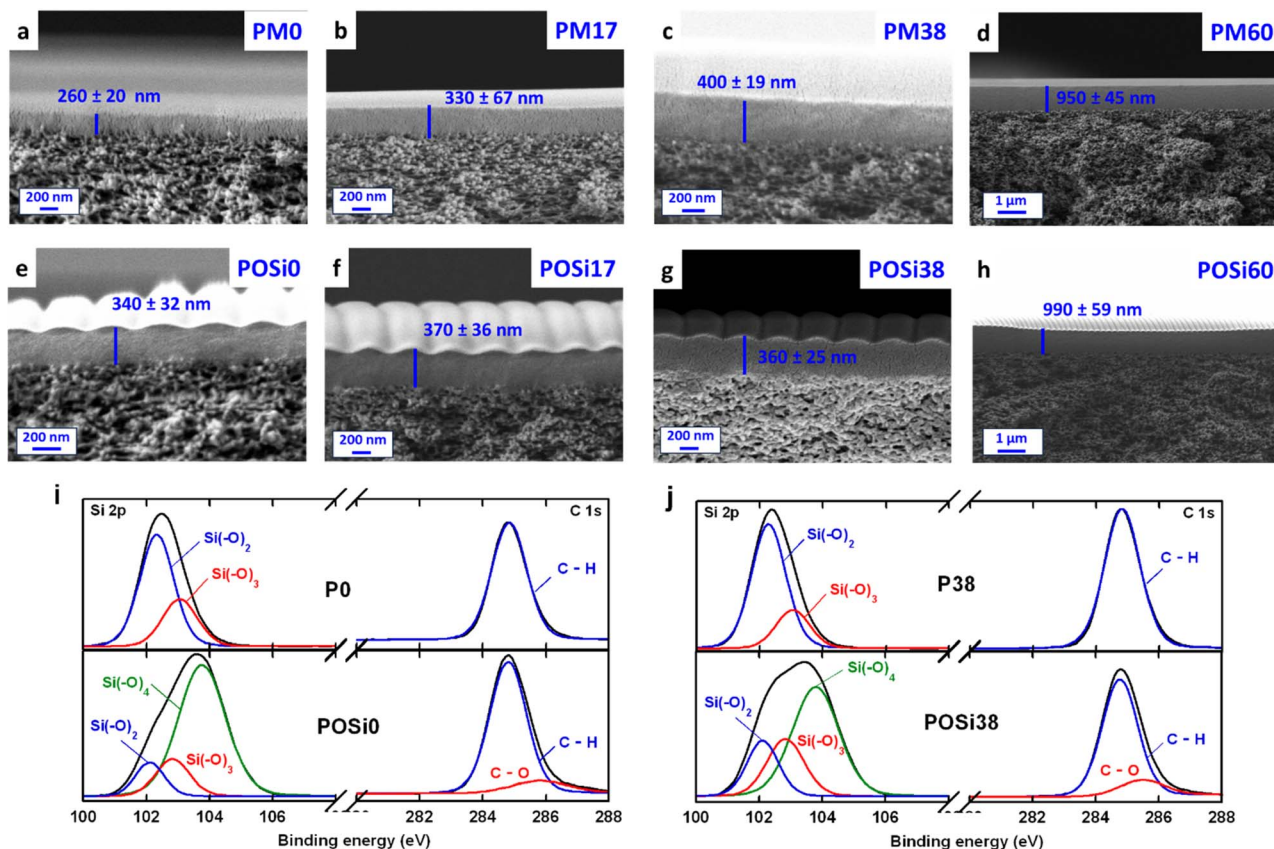 a PM0
260 ± 20 nm
200 nm
b PM17
330 ± 67 nm
200 nm
c PM38
400 ± 19 nm
200 nm
d PM60
950 ± 45 nm
1 µm
e POSi0
340 ± 32 nm
200 nm
f POSi17
370 ± 36 nm
200 nm
g POSi38
360 ± 25 nm
200 nm
h POSi60
990 ± 59 nm
1 µm
i
Si 2p
Si(-O)2
Si(-O)3
C - H
P0
Si(-O)4
Si(-O)2
Si(-O)3
POSi0
C - H
C - O
100 102 104 282 284 286 288
Binding energy (eV)
j
Si 2p C 1s
C 1s
Si(-O)2
Si(-O)3
C - H
P38
Si(-O)4
Si(-O)2
Si(-O)3
POSi38
C - H
C - O
100 102 104 282 284 286 288
Binding energy (eV)